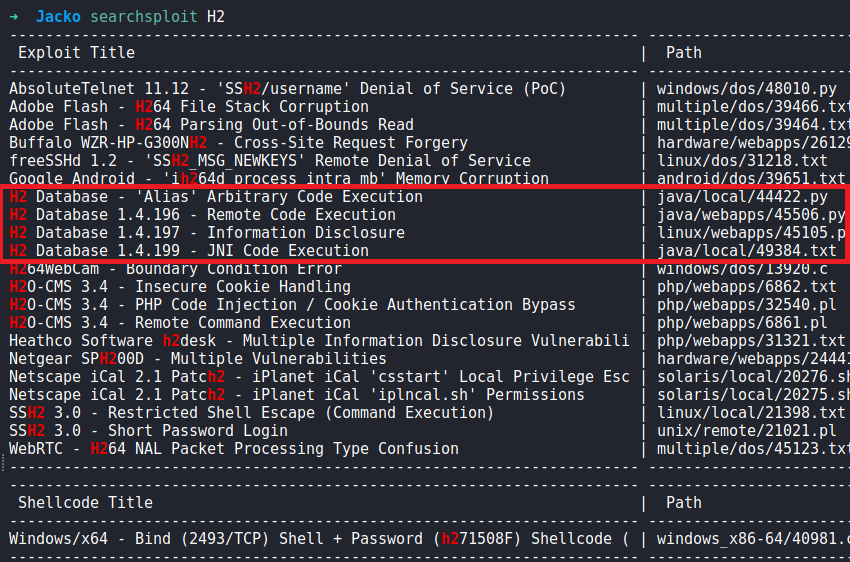 → Jacko searchsploit H2
--------------------------------------------------------------------- ----------------------
 Exploit Title | Path
--------------------------------------------------------------------- ----------------------
AbsoluteTelnet 11.12 - 'SSH2/username' Denial of Service (PoC) | windows/dos/48010.py
Adobe Flash - H264 File Stack Corruption | multiple/dos/39466.txt
Adobe Flash - H264 Parsing Out-of-Bounds Read | multiple/dos/39464.txt
Buffalo WZR-HP-G300NH2 - Cross-Site Request Forgery | hardware/webapps/26129
freeSSHd 1.2 - 'SSH2_MSG_NEWKEYS' Remote Denial of Service | linux/dos/31218.txt
Google Android - 'ih264d_process_intra_mb' Memory Corruption | android/dos/39651.txt
H2 Database - 'Alias' Arbitrary Code Execution | java/local/44422.py
H2 Database 1.4.196 - Remote Code Execution | java/webapps/45506.py
H2 Database 1.4.197 - Information Disclosure | linux/webapps/45105.p
H2 Database 1.4.199 - JNI Code Execution | java/local/49384.txt
H264WebCam - Boundary Condition Error | windows/dos/13920.c
H2O-CMS 3.4 - Insecure Cookie Handling | php/webapps/6862.txt
H2O-CMS 3.4 - PHP Code Injection / Cookie Authentication Bypass | php/webapps/32540.pl
H2O-CMS 3.4 - Remote Command Execution | php/webapps/6861.pl
Heathco Software h2desk - Multiple Information Disclosure Vulnerabili | php/webapps/31321.txt
Netgear SPH200D - Multiple Vulnerabilities | hardware/webapps/24441
Netscape iCal 2.1 Patch2 - iPlanet iCal 'csstart' Local Privilege Esc | solaris/local/20276.sh
Netscape iCal 2.1 Patch2 - iPlanet iCal 'iplncal.sh' Permissions | solaris/local/20275.sh
SSH2 3.0 - Restricted Shell Escape (Command Execution) | linux/local/21398.txt
SSH2 3.0 - Short Password Login | unix/remote/21021.pl
WebRTC - H264 NAL Packet Processing Type Confusion | multiple/dos/45123.txt
--------------------------------------------------------------------- ----------------------
--------------------------------------------------------------------- ----------------------
 Shellcode Title | Path
--------------------------------------------------------------------- ----------------------
Windows/x64 - Bind (2493/TCP) Shell + Password (h271508F) Shellcode ( | windows_x86-64/40981.c
--------------------------------------------------------------------- ----------------------